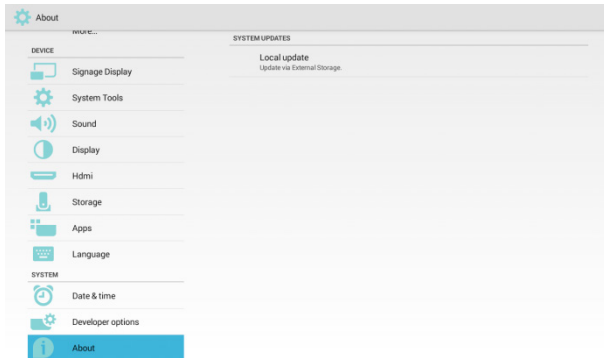 About
More...
DEVICE
Signage Display
System Tools
Sound
Display
Hdmi
Storage
Apps
Language
SYSTEM
Date & time
Developer options
About
SYSTEM UPDATES
Local update
Update via External Storage.